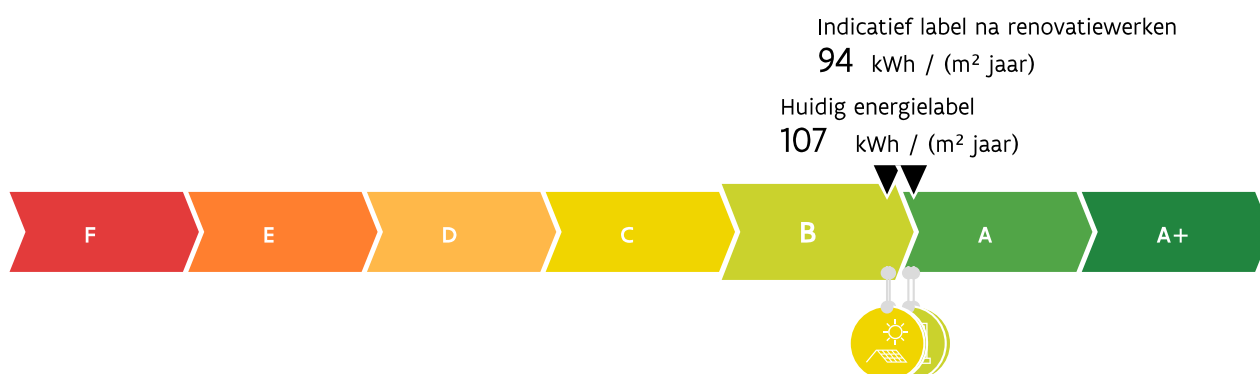 Indicatief label na renovatiewerken
94 kWh / (m² jaar)
Huidig energielabel
107 kWh / (m² jaar)
F E D C B A A+